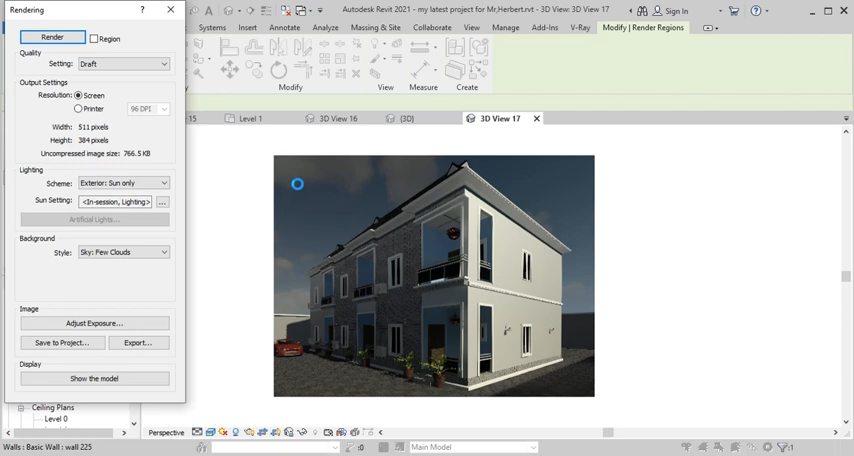 Rendering
Autodesk Revit 2021 - my latest project for Mr,Herbert.rvt - 3D View: 3D View 17
Sign In
Systems Insert Annotate Analyze Massing & Site Collaborate View Manage Add-Ins V-Ray Modify | Render Regions
Render
Region
Quality
Setting: Draft
Output Settings
Resolution: Screen
Printer 96 DPI
Width: 511 pixels
Height: 384 pixels
Uncompressed image size: 766.5 KB
Lighting
Scheme: Exterior: Sun only
Sun Setting: <In-session, Lighting> ...
Artificial Lights...
Background
Style: Sky: Few Clouds
Image
Adjust Exposure...
Save to Project... Export...
Display
Show the model
Modify View Measure Create
15 Level 1 3D View 16 {3D} 3D View 17
Ceiling Plans
Level 0
Perspective
Walls : Basic Wall : wall 225
:0
Main Model
:1